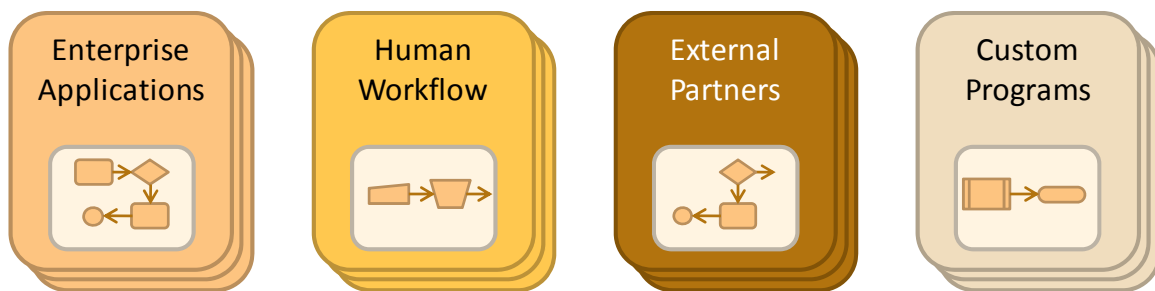 Enterprise
Applications
Human
Workflow
External
Partners
Custom
Programs